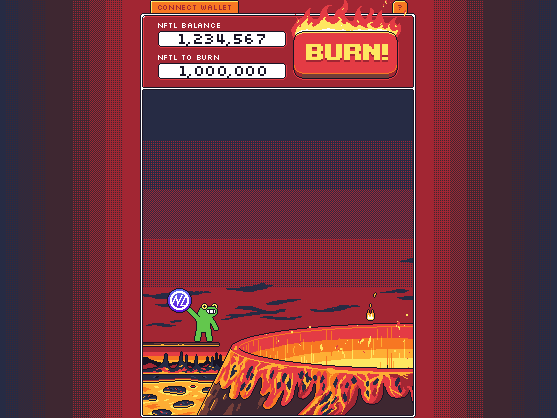 CONNECT WALLET
?
NFTL BALANCE
1,234,567
NFTL TO BURN
1,000,000
BURN!